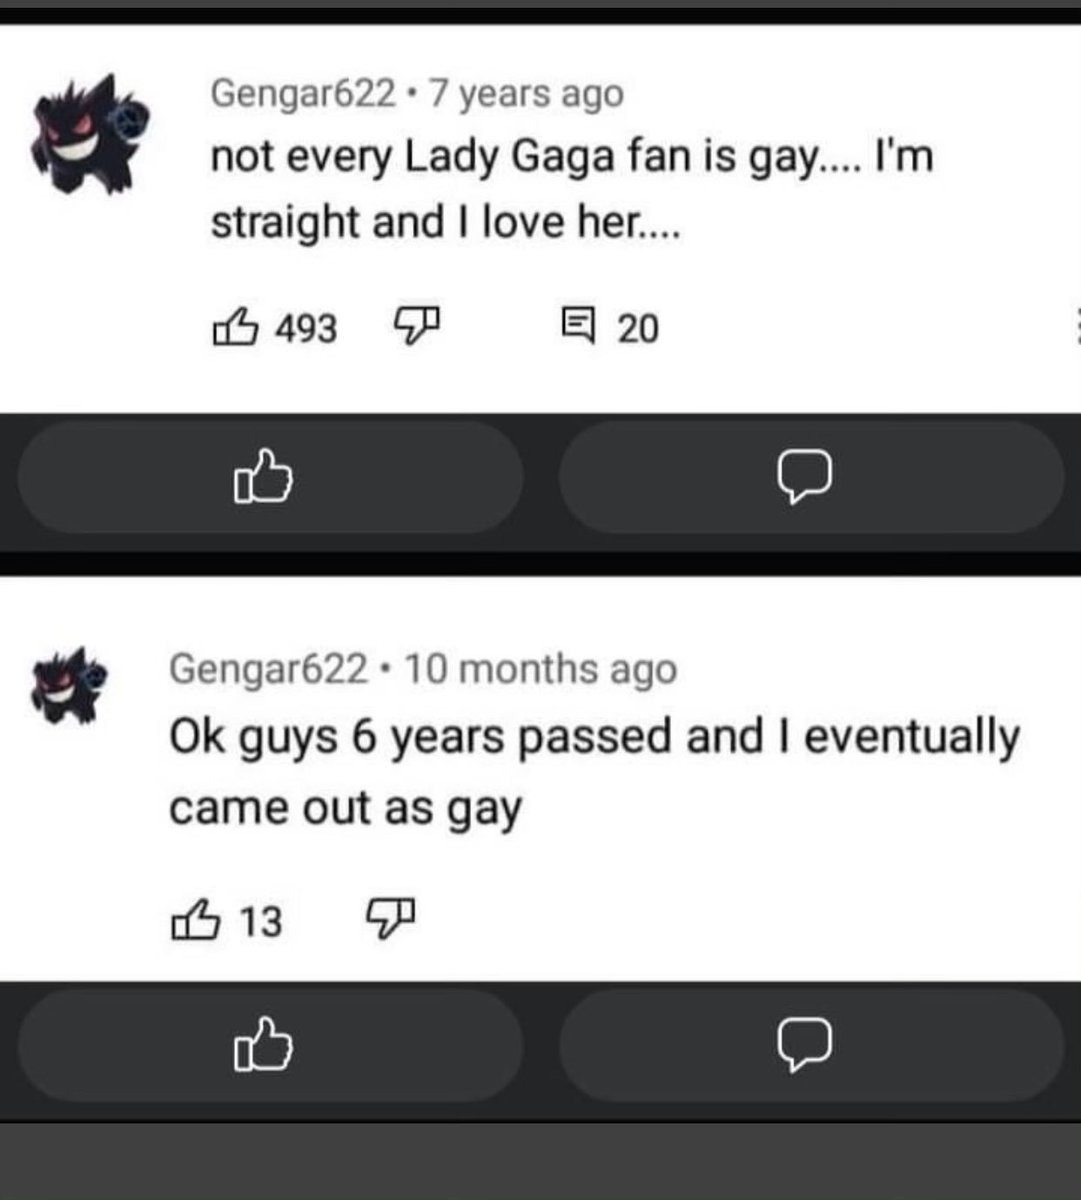 Gengar622 • 7 years ago
not every Lady Gaga fan is gay.... I'm
straight and I love her....
493 20
Gengar622 • 10 months ago
Ok guys 6 years passed and I eventually
came out as gay
13